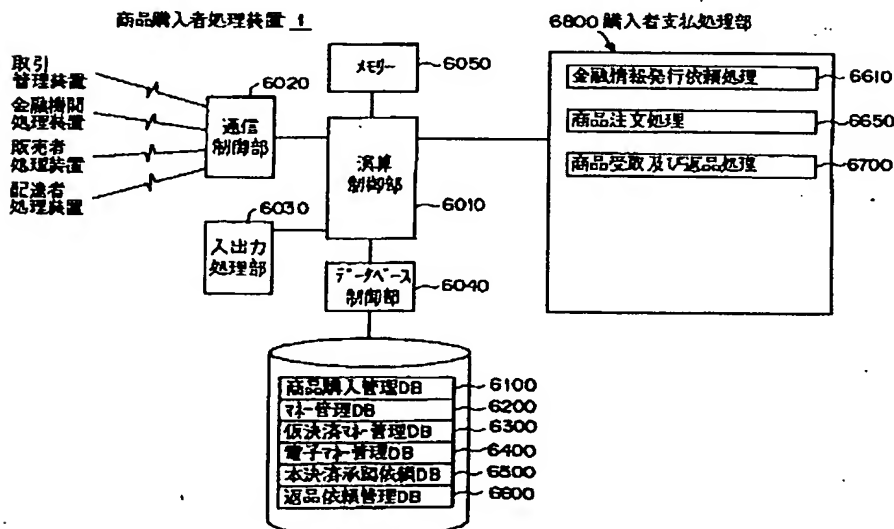 商品購入者処理装置 1
6800 購入者支払処理部
取引
管理装置
金融機関
処理装置
販売者
処理装置
配達者
処理装置
6020
通信
制御部
メモリー
6050
演算
制御部
6010
6030
入出力
処理部
データベース
制御部
6040
金融情報発行依頼処理
6610
商品注文処理
6650
商品受取及び返品処理
6700
商品購入管理DB
6100
マネー管理DB
6200
仮決済マネー管理DB
6300
電子マネー管理DB
6400
本決済承認依頼DB
6500
返品依頼管理DB
6600